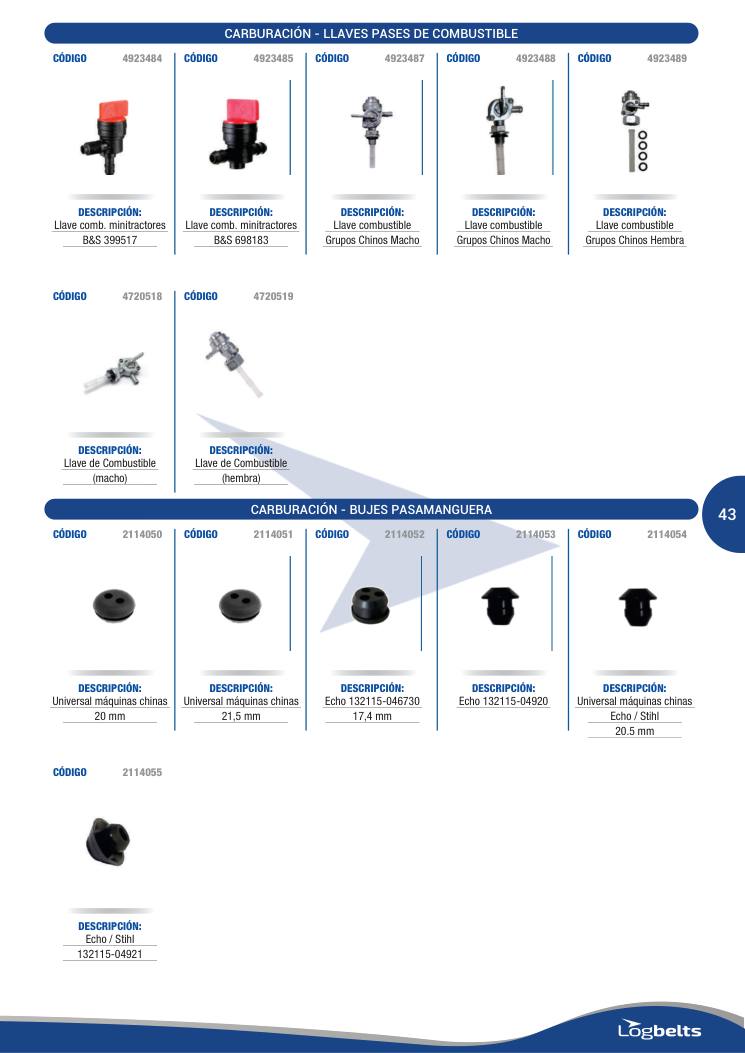 CARBURACIÓN - LLAVES PASES DE COMBUSTIBLE
CÓDIGO 4923484
DESCRIPCIÓN:
Llave comb. minitractores
B&S 399517
CÓDIGO 4923485
DESCRIPCIÓN:
Llave comb. minitractores
B&S 698183
CÓDIGO 4923487
DESCRIPCIÓN:
Llave combustible
Grupos Chinos Macho
CÓDIGO 4923488
DESCRIPCIÓN:
Llave combustible
Grupos Chinos Macho
CÓDIGO 4923489
DESCRIPCIÓN:
Llave combustible
Grupos Chinos Hembra
CÓDIGO 4720518
DESCRIPCIÓN:
Llave de Combustible
(macho)
CÓDIGO 4720519
DESCRIPCIÓN:
Llave de Combustible
(hembra)
CARBURACIÓN - BUJES PASAMANGUERA
43
CÓDIGO 2114050
DESCRIPCIÓN:
Universal máquinas chinas
20 mm
CÓDIGO 2114051
DESCRIPCIÓN:
Universal máquinas chinas
21,5 mm
CÓDIGO 2114052
DESCRIPCIÓN:
Echo 132115-046730
17,4 mm
CÓDIGO 2114053
DESCRIPCIÓN:
Echo 132115-04920
CÓDIGO 2114054
DESCRIPCIÓN:
Universal máquinas chinas
Echo / Stihl
20.5 mm
CÓDIGO 2114055
DESCRIPCIÓN:
Echo / Stihl
132115-04921
Logbelts